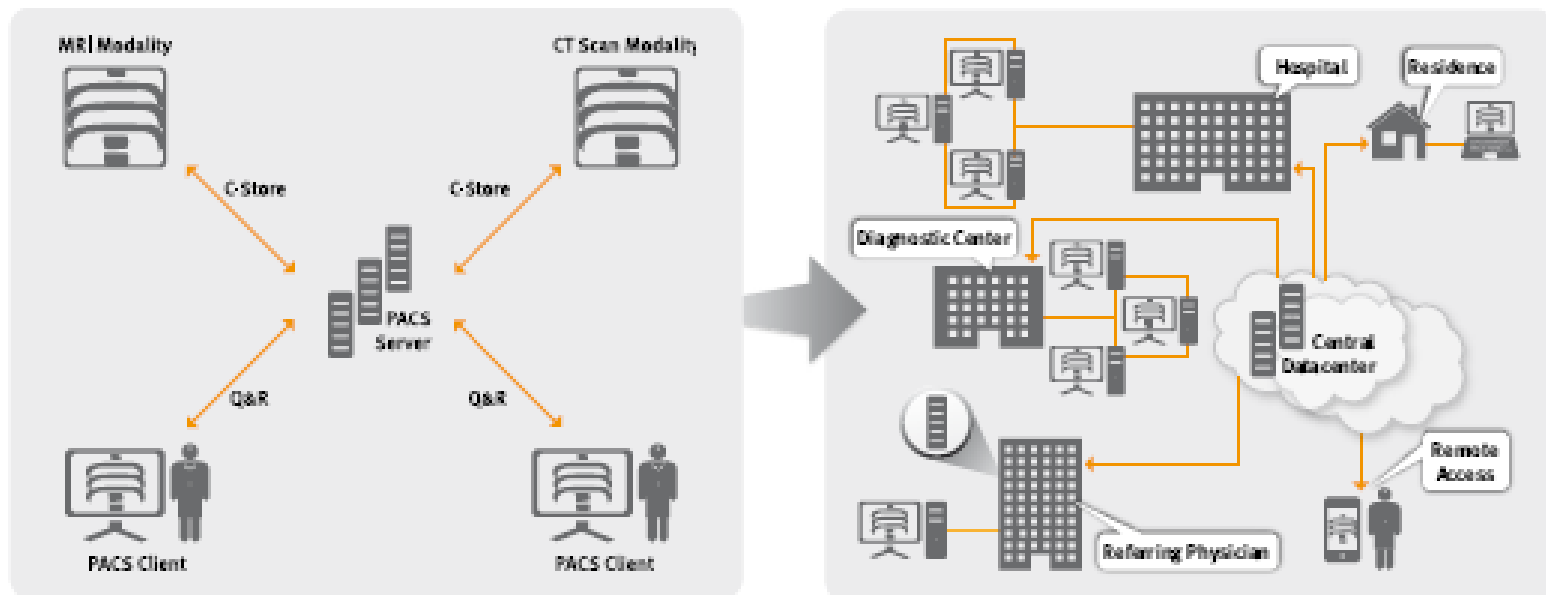 MRI Modality
CT Scan Modality
C-Store
C-Store
PACS
Server
Q&R
Q&R
PACS Client
PACS Client
Hospital
Residence
Diagnostic Center
Central
Datacenter
Remote
Access
Referring Physician